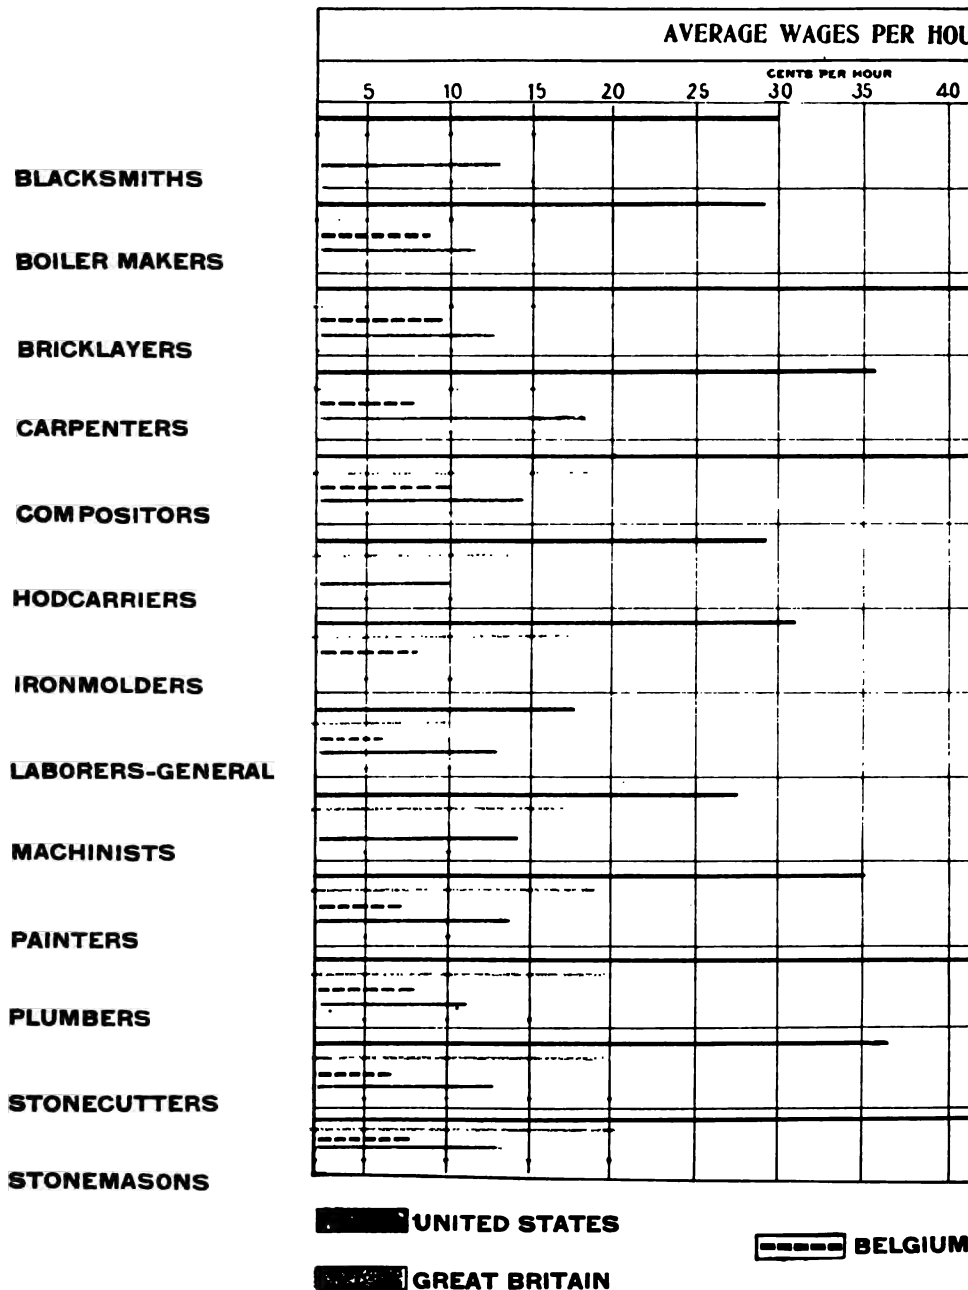 AVERAGE WAGES PER HOU
CENTS PER HOUR
5 10 15 20 25 30 35 40
BLACKSMITHS
BOILER MAKERS
BRICKLAYERS
CARPENTERS
COMPOSITORS
HODCARRIERS
IRONMOLDERS
LABORERS-GENERAL
MACHINISTS
PAINTERS
PLUMBERS
STONECUTTERS
STONEMASONS
UNITED STATES
BELGIUM
GREAT BRITAIN